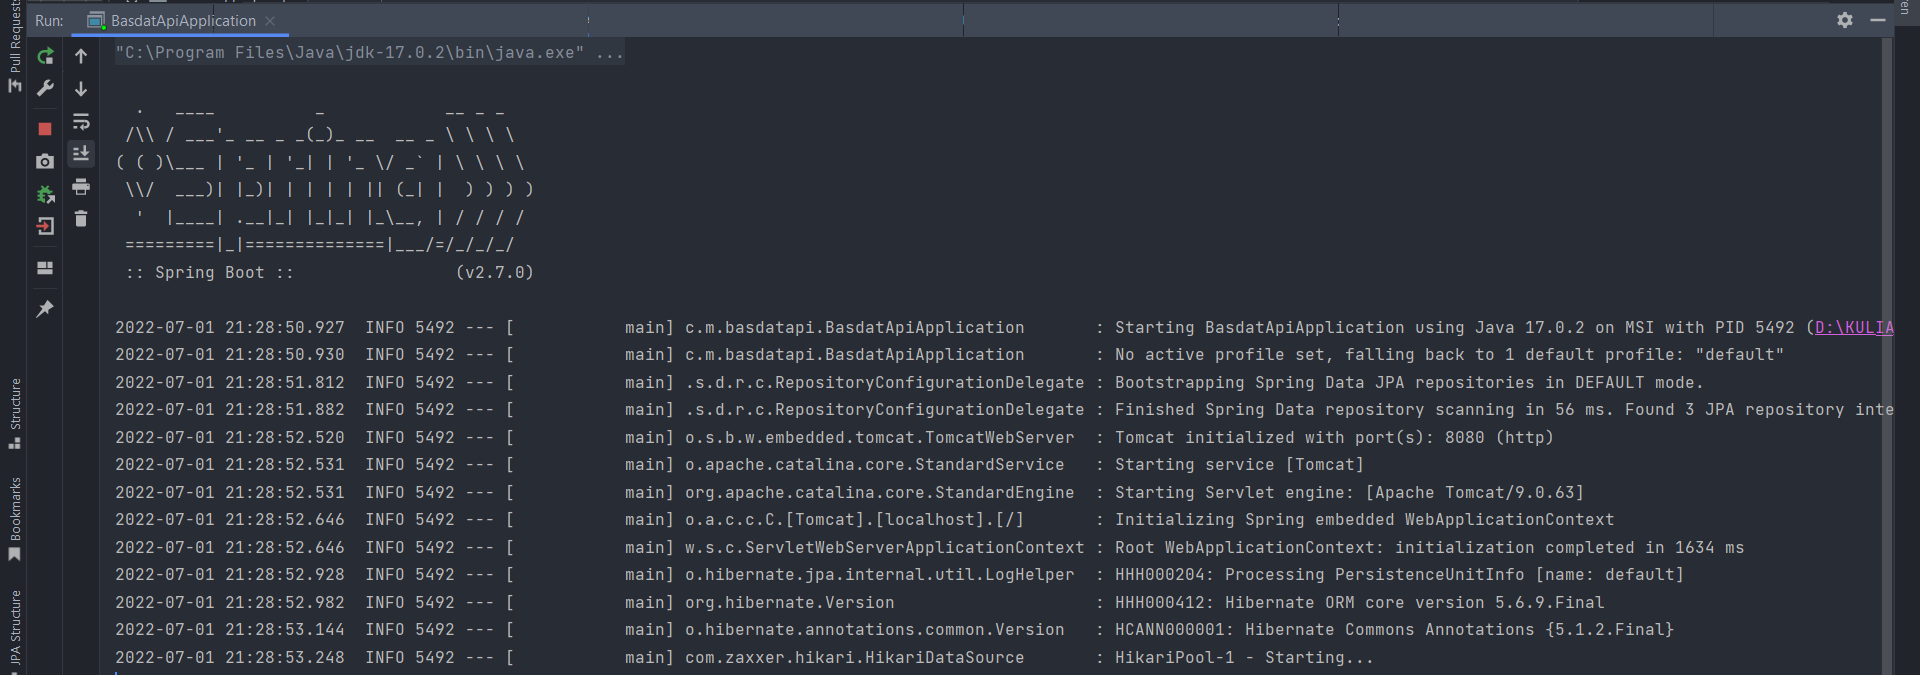 Run: BasdatApiApplication
"C:\Program Files\Java\jdk-17.0.2\bin\java.exe" ...
  .   ____          _            __ _ _
 /\\ / ___'_ __ _ _(_)_ __  __ _ \ \ \ \
( ( )\___ | '_ | '_| | '_ \/ _` | \ \ \ \
 \\/  ___)| |_)| | | | | || (_| |  ) ) ) )
  '  |____| .__|_| |_|_| |_\__, | / / / /
 =========|_|==============|___/=/_/_/_/
 :: Spring Boot ::                (v2.7.0)
2022-07-01 21:28:50.927  INFO 5492 --- [           main] c.m.basdatapi.BasdatApiApplication       : Starting BasdatApiApplication using Java 17.0.2 on MSI with PID 5492 (D:\KULIA
2022-07-01 21:28:50.930  INFO 5492 --- [           main] c.m.basdatapi.BasdatApiApplication       : No active profile set, falling back to 1 default profile: "default"
2022-07-01 21:28:51.812  INFO 5492 --- [           main] .s.d.r.c.RepositoryConfigurationDelegate : Bootstrapping Spring Data JPA repositories in DEFAULT mode.
2022-07-01 21:28:51.882  INFO 5492 --- [           main] .s.d.r.c.RepositoryConfigurationDelegate : Finished Spring Data repository scanning in 56 ms. Found 3 JPA repository inte
2022-07-01 21:28:52.520  INFO 5492 --- [           main] o.s.b.w.embedded.tomcat.TomcatWebServer  : Tomcat initialized with port(s): 8080 (http)
2022-07-01 21:28:52.531  INFO 5492 --- [           main] o.apache.catalina.core.StandardService   : Starting service [Tomcat]
2022-07-01 21:28:52.531  INFO 5492 --- [           main] org.apache.catalina.core.StandardEngine  : Starting Servlet engine: [Apache Tomcat/9.0.63]
2022-07-01 21:28:52.646  INFO 5492 --- [           main] o.a.c.c.C.[Tomcat].[localhost].[/]       : Initializing Spring embedded WebApplicationContext
2022-07-01 21:28:52.646  INFO 5492 --- [           main] w.s.c.ServletWebServerApplicationContext : Root WebApplicationContext: initialization completed in 1634 ms
2022-07-01 21:28:52.928  INFO 5492 --- [           main] o.hibernate.jpa.internal.util.LogHelper  : HHH000204: Processing PersistenceUnitInfo [name: default]
2022-07-01 21:28:52.982  INFO 5492 --- [           main] org.hibernate.Version                    : HHH000412: Hibernate ORM core version 5.6.9.Final
2022-07-01 21:28:53.144  INFO 5492 --- [           main] o.hibernate.annotations.common.Version   : HCANN000001: Hibernate Commons Annotations {5.1.2.Final}
2022-07-01 21:28:53.248  INFO 5492 --- [           main] com.zaxxer.hikari.HikariDataSource       : HikariPool-1 - Starting...
Pull Requests
Structure
Bookmarks
JPA Structure